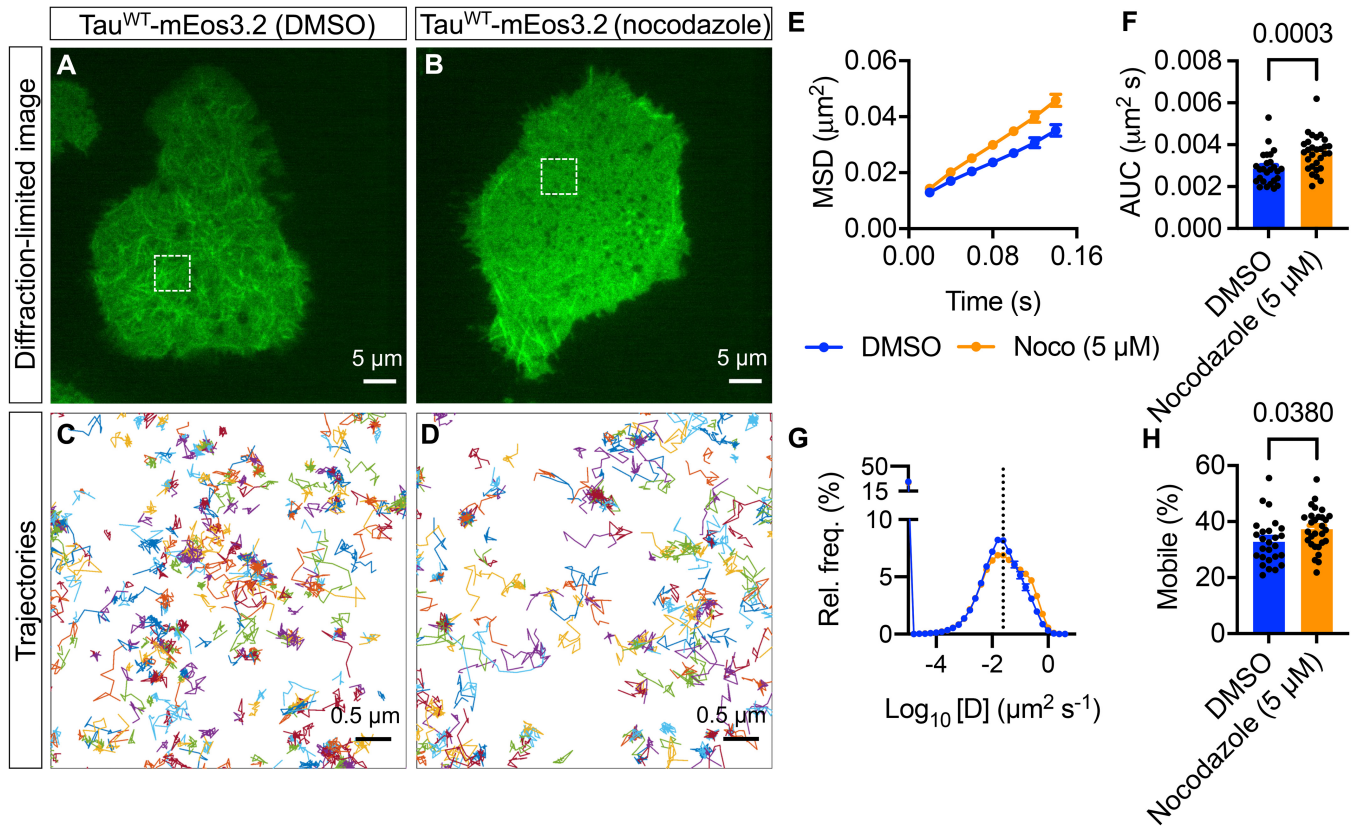 Tau^WT-mEos3.2 (DMSO)
Tau^WT-mEos3.2 (nocodazole)
Diffraction-limited image
A
5 µm
B
5 µm
Trajectories
C
0.5 µm
D
0.5 µm
E
MSD (µm²)
0.06
0.04
0.02
0.00
0.00 0.08 0.16
Time (s)
DMSO Noco (5 µM)
F
0.0003
AUC (µm² s)
0.008
0.006
0.004
0.002
0.000
DMSO
Nocodazole (5 µM)
G
Rel. freq. (%)
50
15
10
5
0
-4 -2 0
Log₁₀ [D] (µm² s⁻¹)
H
0.0380
Mobile (%)
60
40
20
0
DMSO
Nocodazole (5 µM)